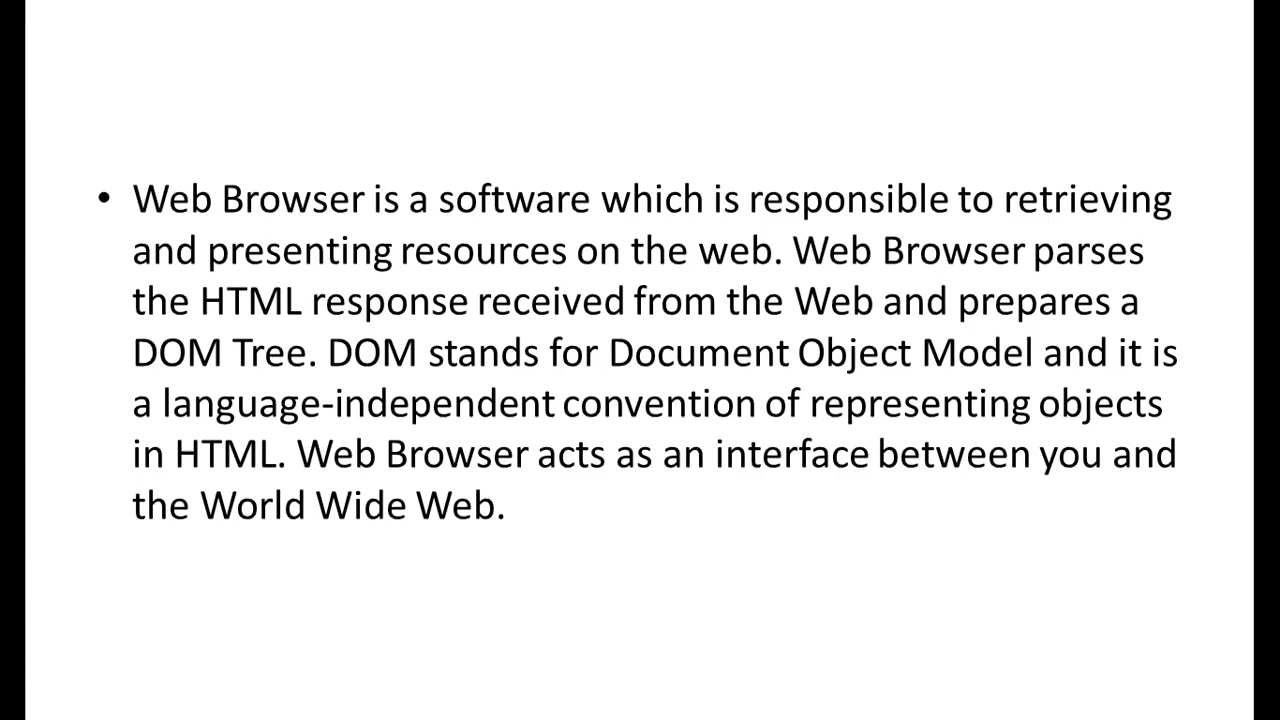 • Web Browser is a software which is responsible to retrieving
and presenting resources on the web. Web Browser parses
the HTML response received from the Web and prepares a
DOM Tree. DOM stands for Document Object Model and it is
a language-independent convention of representing objects
in HTML. Web Browser acts as an interface between you and
the World Wide Web.